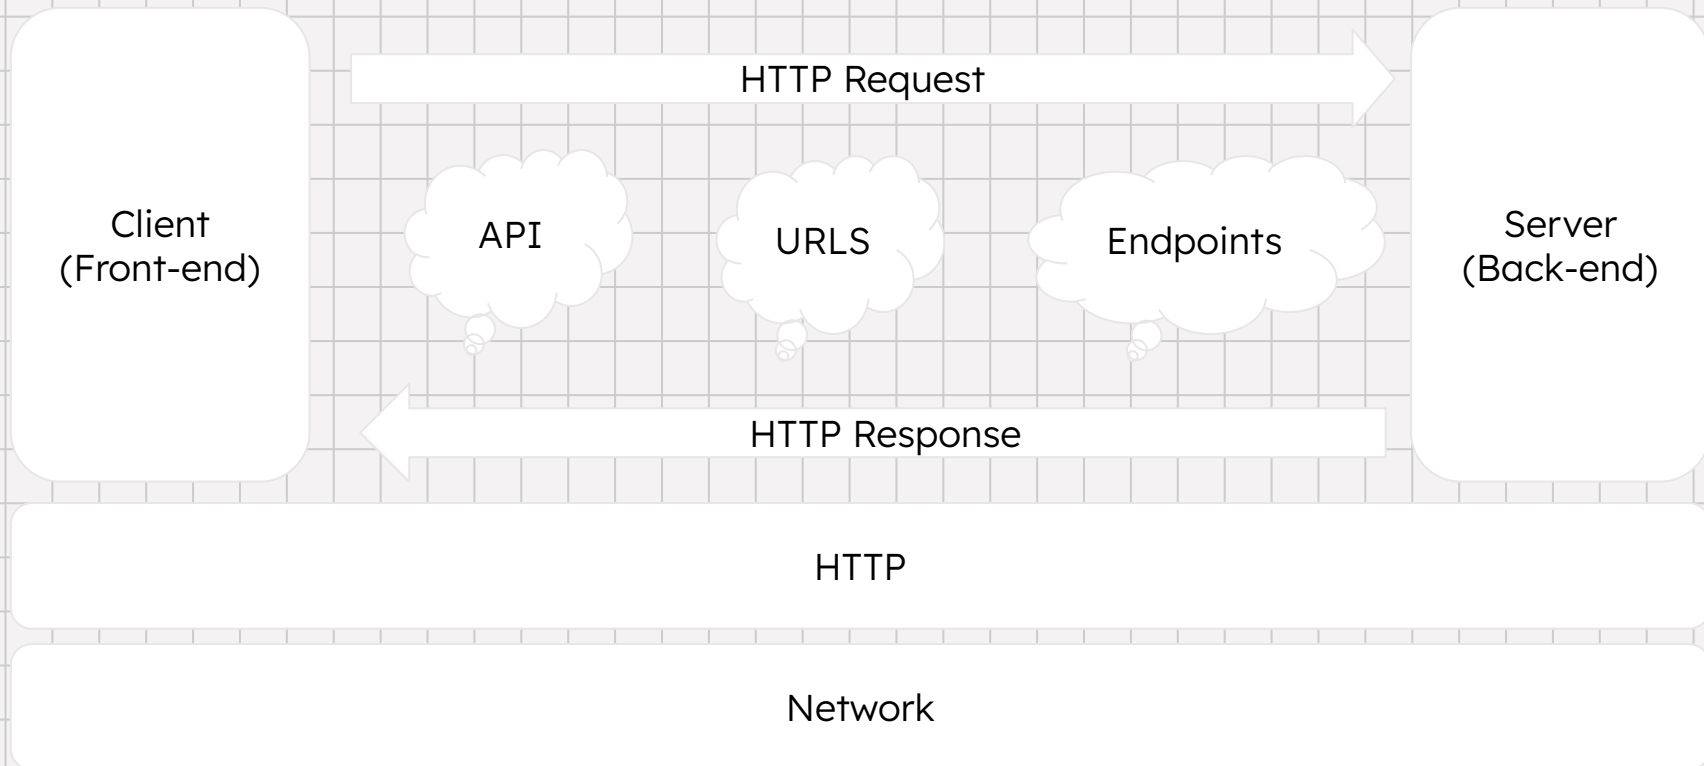 HTTP Request
Client
(Front-end)
API
URLS
Endpoints
Server
(Back-end)
HTTP Response
HTTP
Network